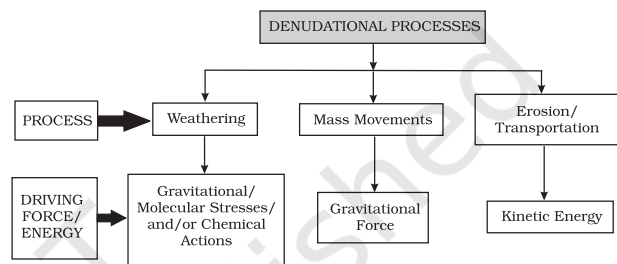 DENUDATIONAL PROCESSES
PROCESS
Weathering
Mass Movements
Erosion/
Transportation
DRIVING
FORCE/
ENERGY
Gravitational/
Molecular Stresses/
and/or Chemical
Actions
Gravitational
Force
Kinetic Energy